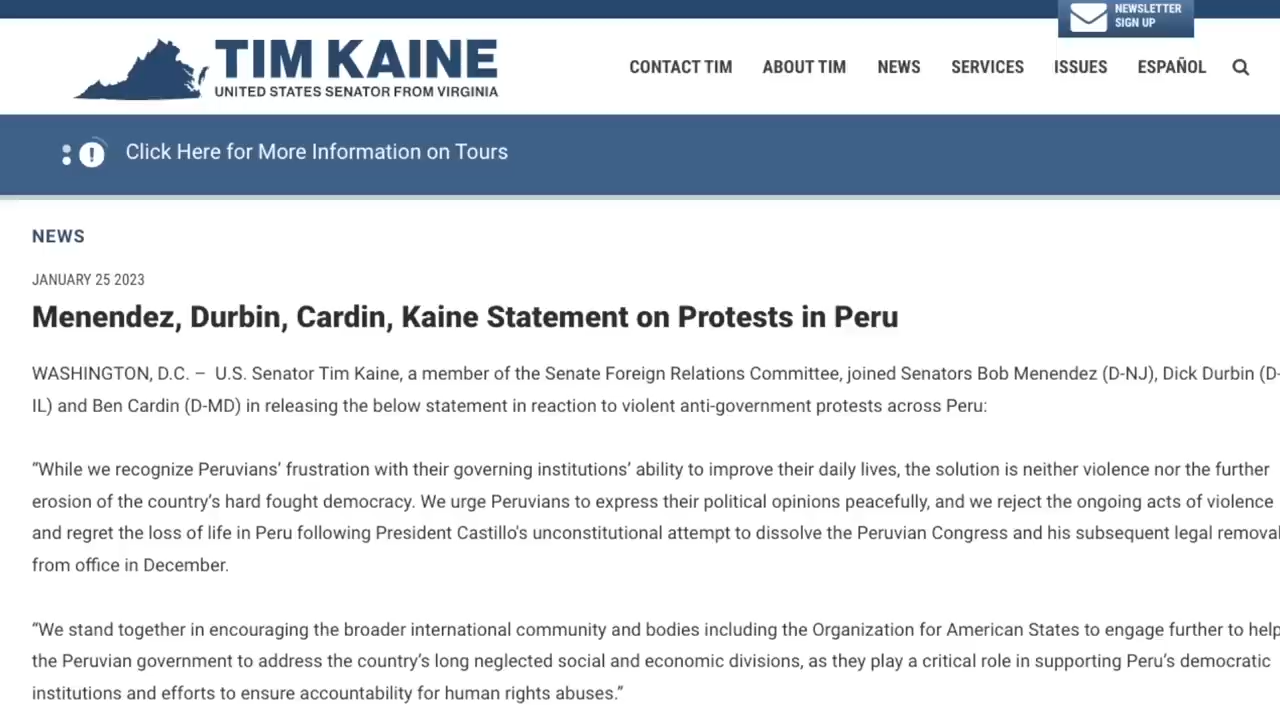 NEWSLETTER
SIGN UP
TIM KAINE
UNITED STATES SENATOR FROM VIRGINIA
CONTACT TIM ABOUT TIM NEWS SERVICES ISSUES ESPAÑOL
Click Here for More Information on Tours
NEWS
JANUARY 25 2023
Menendez, Durbin, Cardin, Kaine Statement on Protests in Peru
WASHINGTON, D.C. – U.S. Senator Tim Kaine, a member of the Senate Foreign Relations Committee, joined Senators Bob Menendez (D-NJ), Dick Durbin (D-
IL) and Ben Cardin (D-MD) in releasing the below statement in reaction to violent anti-government protests across Peru:
“While we recognize Peruvians’ frustration with their governing institutions’ ability to improve their daily lives, the solution is neither violence nor the further
erosion of the country’s hard fought democracy. We urge Peruvians to express their political opinions peacefully, and we reject the ongoing acts of violence
and regret the loss of life in Peru following President Castillo's unconstitutional attempt to dissolve the Peruvian Congress and his subsequent legal removal
from office in December.
“We stand together in encouraging the broader international community and bodies including the Organization for American States to engage further to help
the Peruvian government to address the country’s long neglected social and economic divisions, as they play a critical role in supporting Peru’s democratic
institutions and efforts to ensure accountability for human rights abuses.”